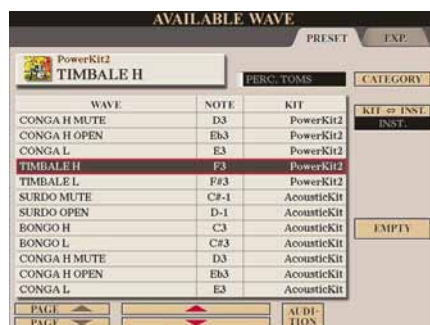 AVAILABLE WAVE
PRESET EXP.
PowerKit2
TIMBALE H
PERC. TOMS CATEGORY
WAVE NOTE KIT
KIT ⇔ INST.
INST.
CONGA H MUTE D3 PowerKit2
CONGA H OPEN Eb3 PowerKit2
CONGA L E3 PowerKit2
TIMBALE H F3 PowerKit2
TIMBALE L F#3 PowerKit2
SURDO MUTE C#-1 AcousticKit
SURDO OPEN D-1 AcousticKit
BONGO H C3 AcousticKit
EMPTY
BONGO L C#3 AcousticKit
CONGA H MUTE D3 AcousticKit
CONGA H OPEN Eb3 AcousticKit
CONGA L E3 AcousticKit
PAGE
AUDI-
PAGE
TION